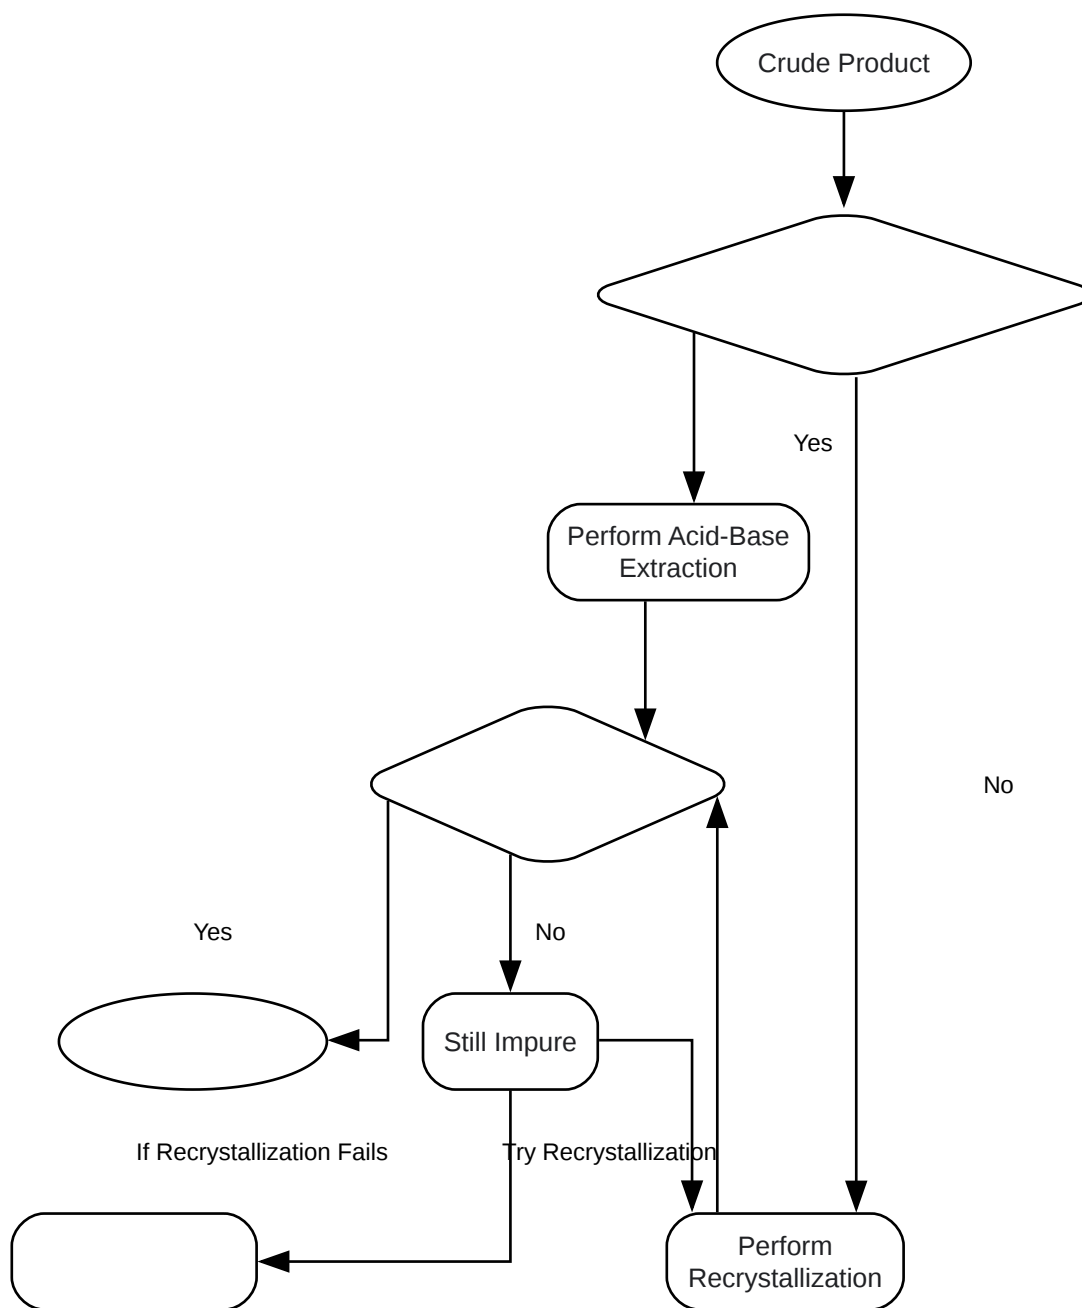 Crude Product
Yes
Perform Acid-Base
Extraction
No
Yes
No
Still Impure
If Recrystallization Fails
Try Recrystallization
Perform
Recrystallization